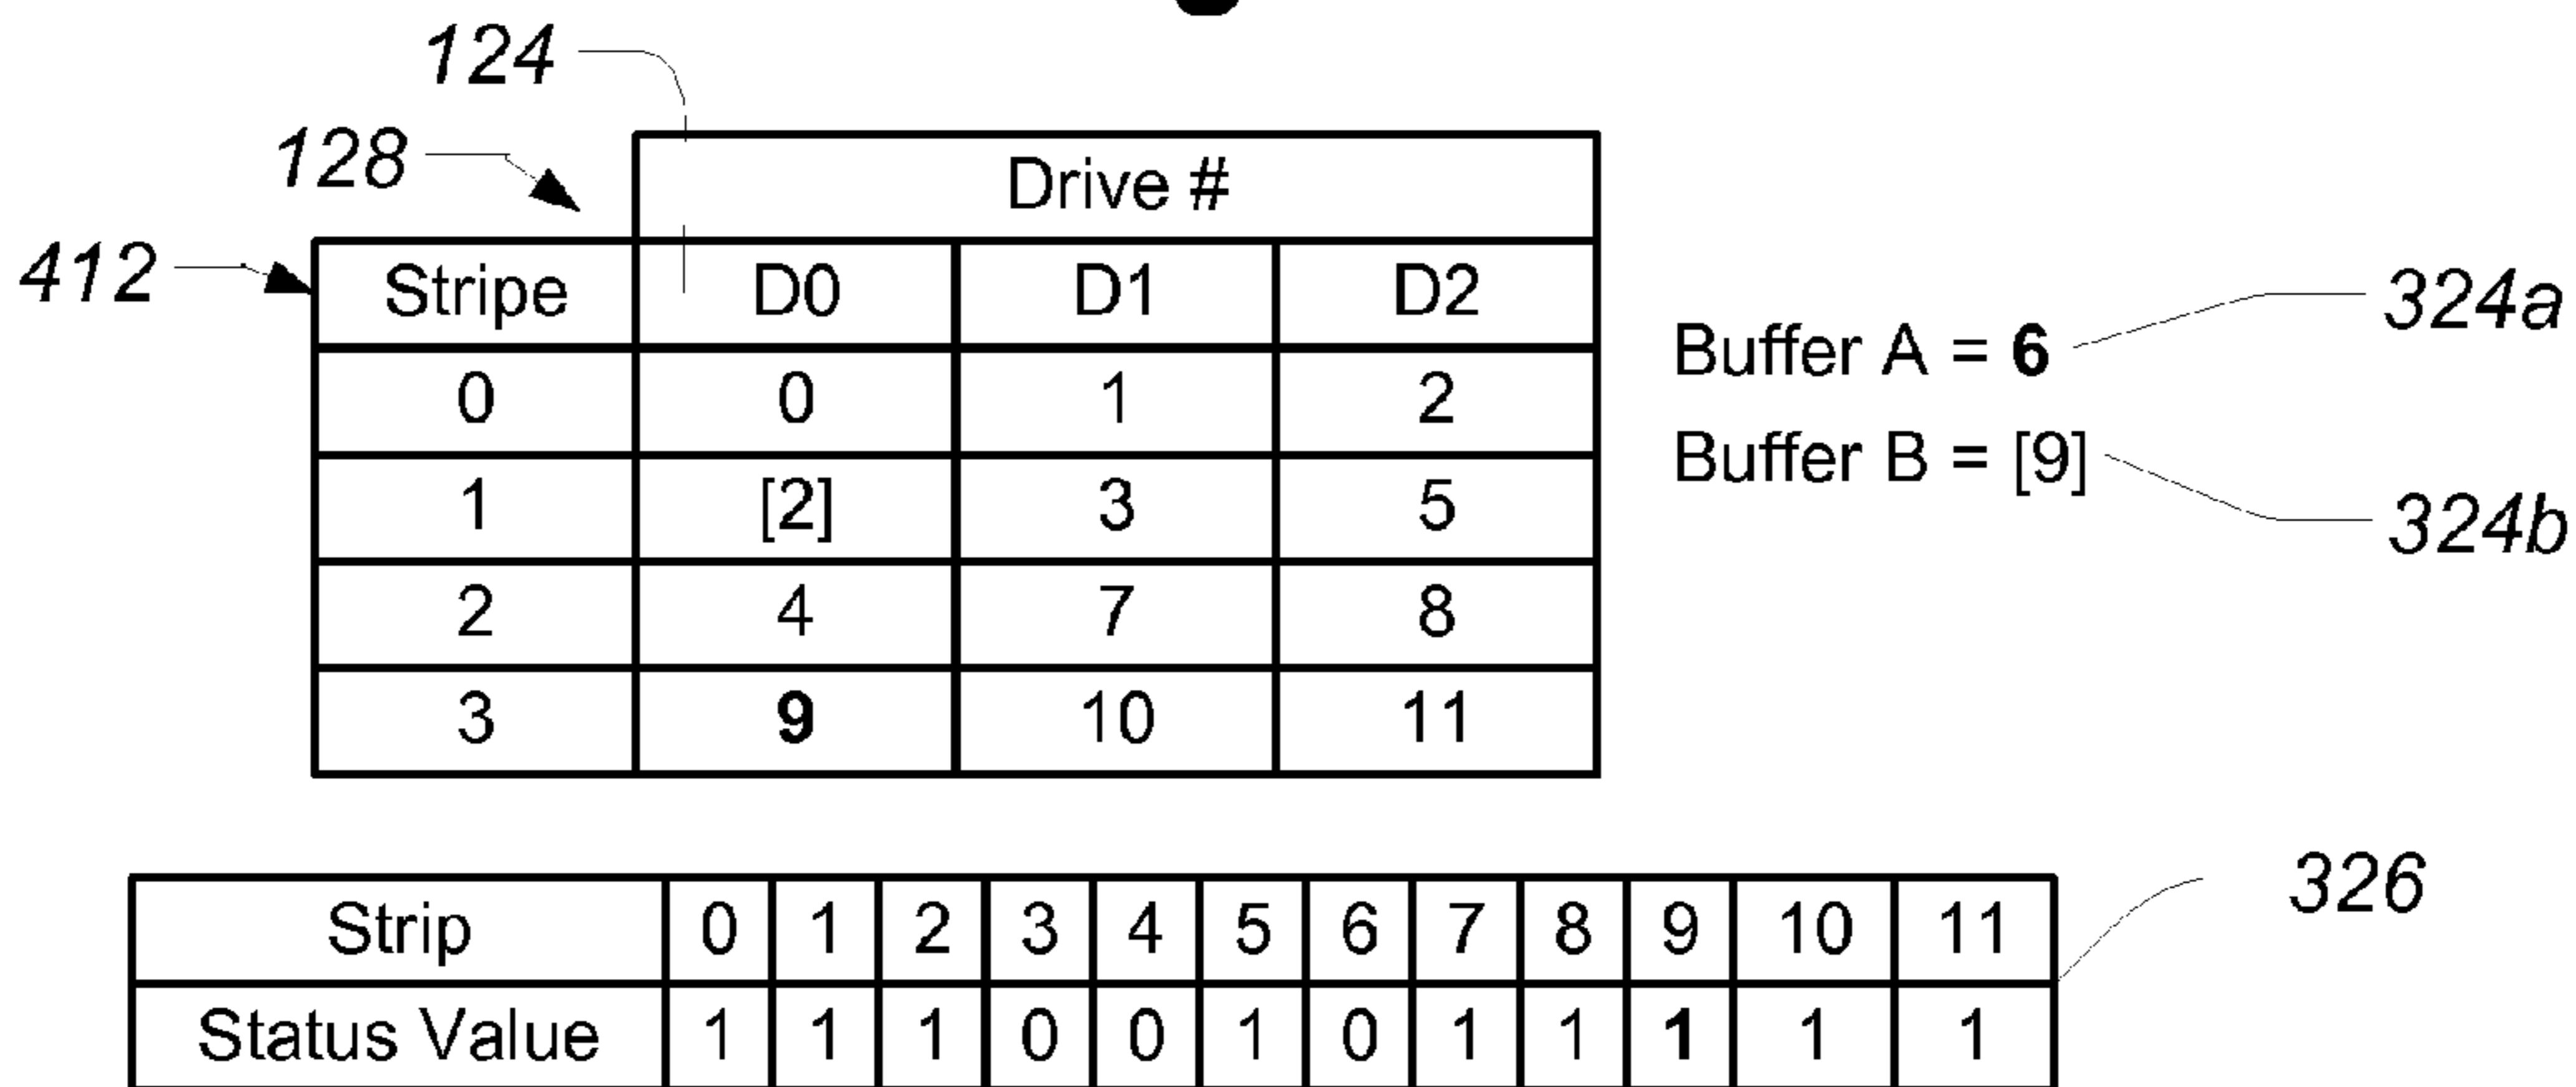 124
128
Drive #
412
Stripe D0 D1 D2
324a
Buffer A = 6
0 0 1 2
Buffer B = [9]
1 [2] 3 5
324b
2 4 7 8
3 9 10 11
326
Strip 0 1 2 3 4 5 6 7 8 9 10 11
Status Value 1 1 1 0 0 1 0 1 1 1 1 1